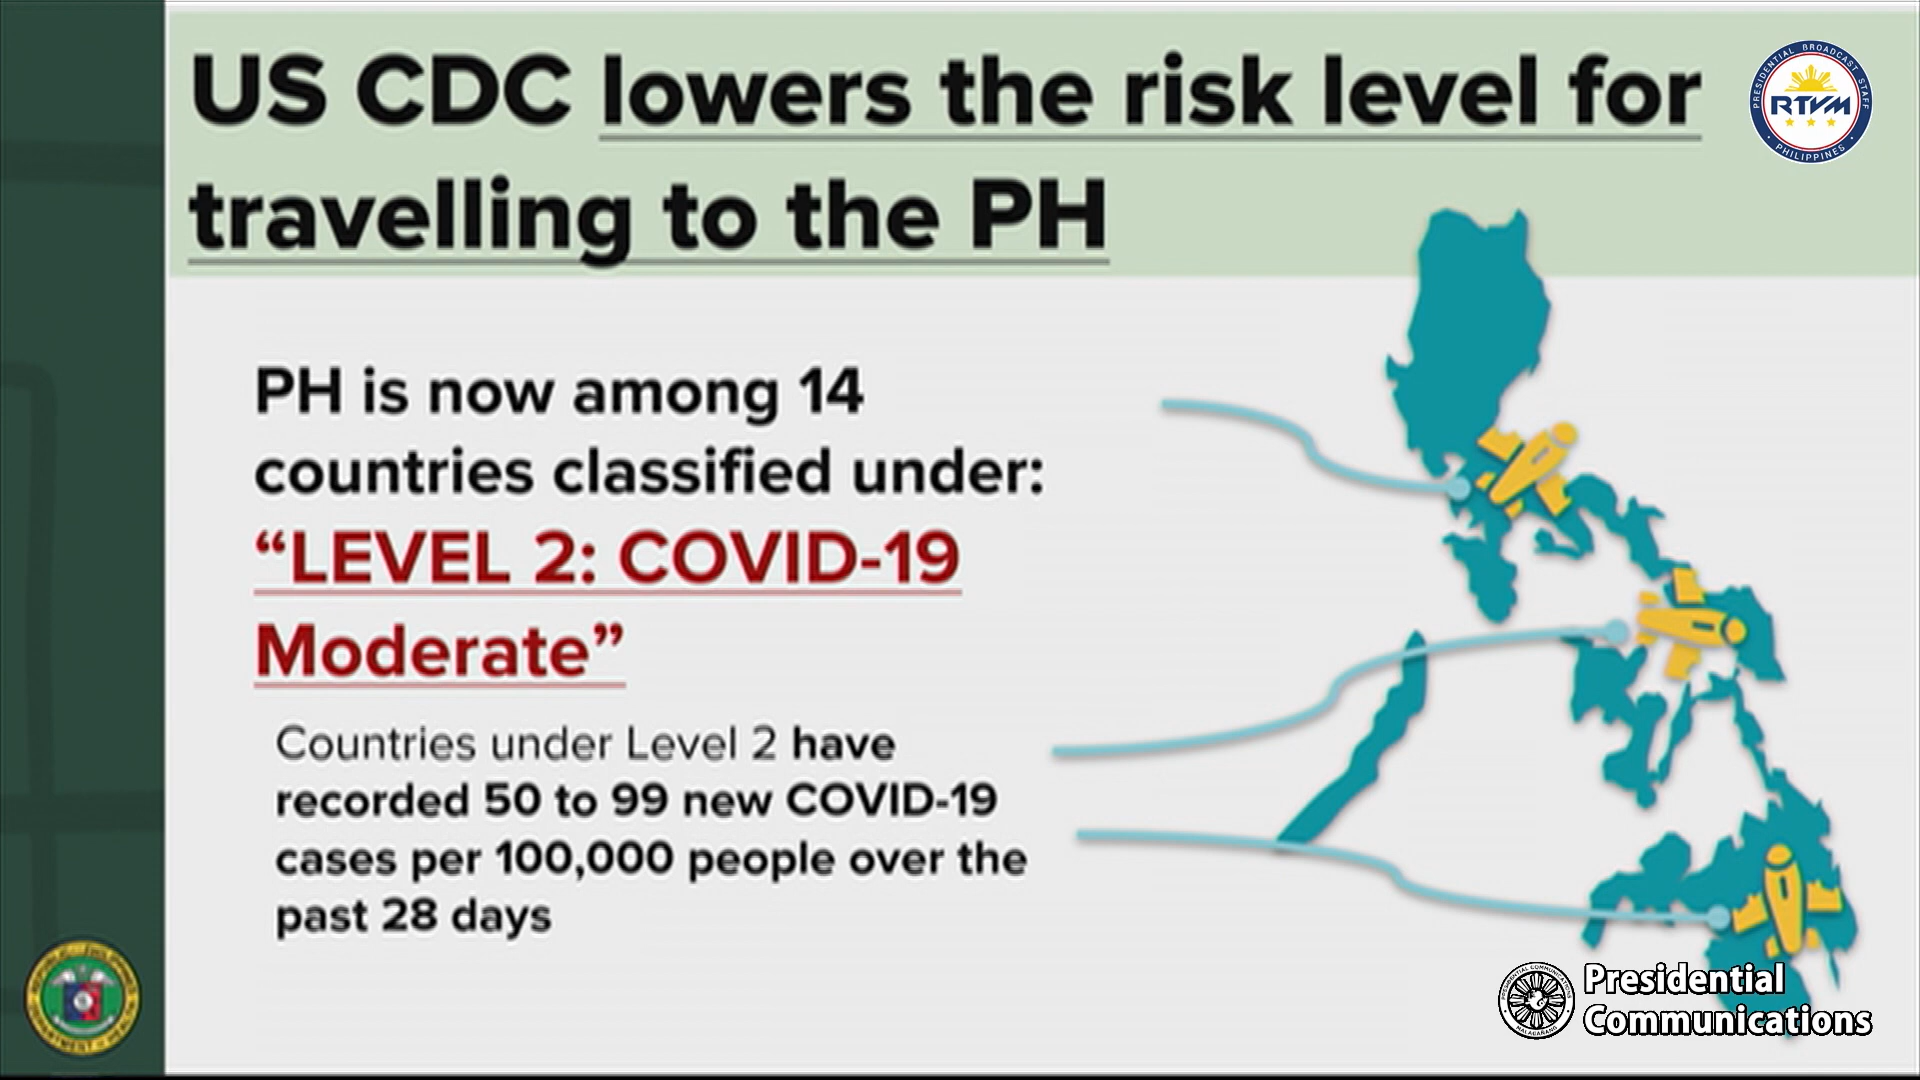 US CDC lowers the risk level for
travelling to the PH
PRESIDENTIAL BROADCAST STAFF
RTVM
PHILIPPINES
PH is now among 14
countries classified under:
“LEVEL 2: COVID-19
Moderate”
Countries under Level 2 have
recorded 50 to 99 new COVID-19
cases per 100,000 people over the
past 28 days
Presidential
Communications